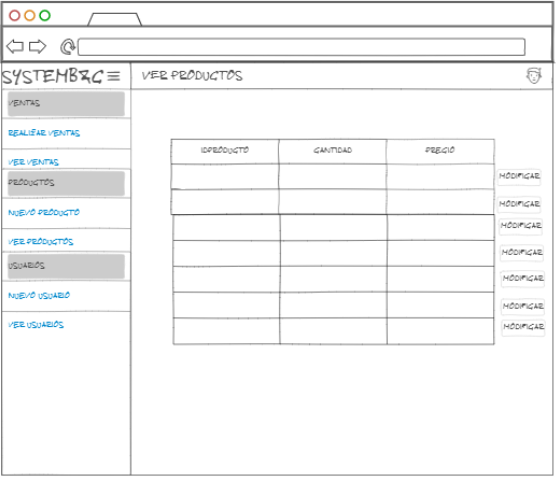 SYSTEMBZC
VER PRODUCTOS
VENTAS
REALIZAR VENTAS
VER VENTAS
PRODUCTOS
NUEVO PRODUCTO
VER PRODUCTOS
USUARIOS
NUEVO USUARIO
VER USUARIOS
IDPRODUCTO CANTIDAD PRECIO
MODIFICAR
MODIFICAR
MODIFICAR
MODIFICAR
MODIFICAR
MODIFICAR
MODIFICAR